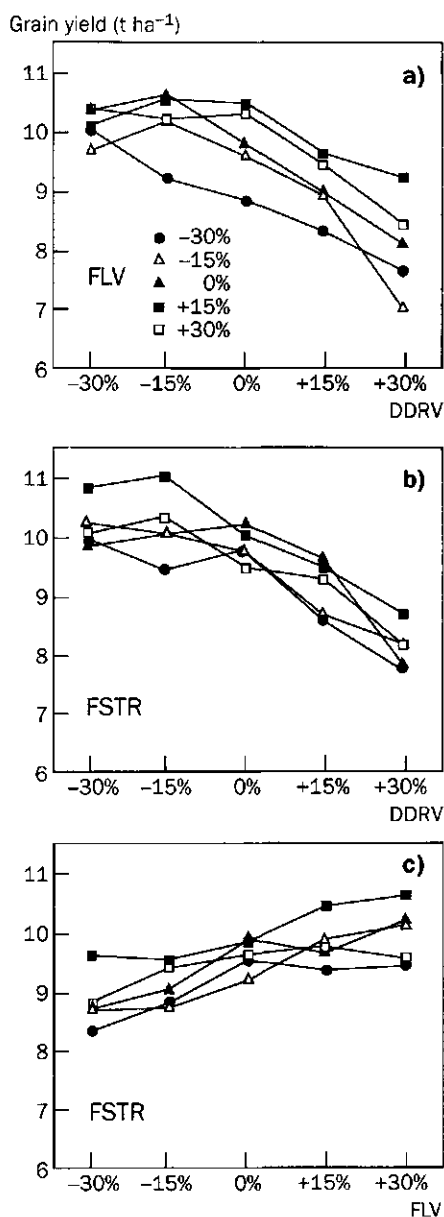 Grain yield (t ha⁻¹)
a)
11
10
9
8
7
6
FLV
−30%
−15%
0%
+15%
+30%
−30% −15% 0% +15% +30%
DDRV
b)
11
10
9
8
7
6
FSTR
−30% −15% 0% +15% +30%
DDRV
c)
11
10
9
8
7
6
FSTR
−30% −15% 0% +15% +30%
FLV